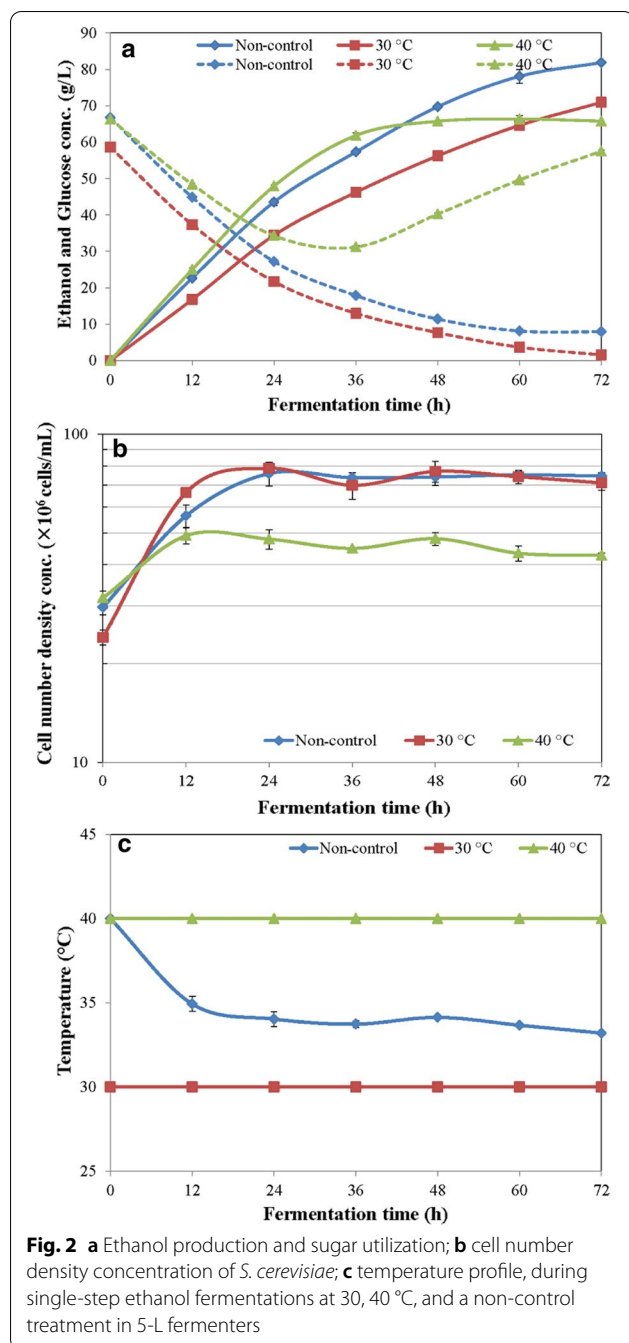 a
Non-control 30 °C 40 °C
Non-control 30 °C 40 °C
Ethanol and Glucose conc. (g/L)
90
80
70
60
50
40
30
20
10
0
0 12 24 36 48 60 72
Fermentation time (h)
b
Cell number density conc. (×10⁶ cells/mL)
100
10
Non-control 30 °C 40 °C
0 12 24 36 48 60 72
Fermentation time (h)
c
Non-control 30 °C 40 °C
Temperature (°C)
45
40
35
30
25
0 12 24 36 48 60 72
Fermentation time (h)
Fig. 2 a Ethanol production and sugar utilization; b cell number
density concentration of S. cerevisiae; c temperature profile, during
single-step ethanol fermentations at 30, 40 °C, and a non-control
treatment in 5-L fermenters